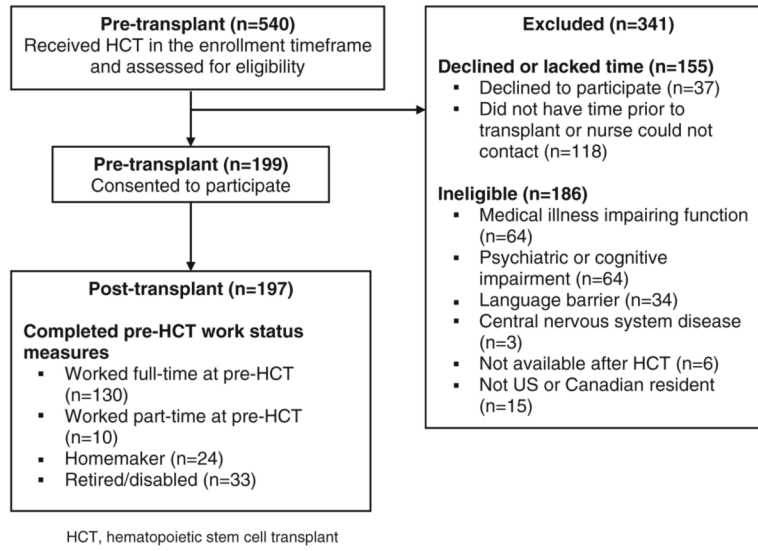 Pre-transplant (n=540)
Received HCT in the enrollment timeframe
and assessed for eligibility
Excluded (n=341)
Declined or lacked time (n=155)
▪ Declined to participate (n=37)
▪ Did not have time prior to
transplant or nurse could not
contact (n=118)
Ineligible (n=186)
▪ Medical illness impairing function
(n=64)
▪ Psychiatric or cognitive
impairment (n=64)
▪ Language barrier (n=34)
▪ Central nervous system disease
(n=3)
▪ Not available after HCT (n=6)
▪ Not US or Canadian resident
(n=15)
Pre-transplant (n=199)
Consented to participate
Post-transplant (n=197)
Completed pre-HCT work status
measures
▪ Worked full-time at pre-HCT
(n=130)
▪ Worked part-time at pre-HCT
(n=10)
▪ Homemaker (n=24)
▪ Retired/disabled (n=33)
HCT, hematopoietic stem cell transplant